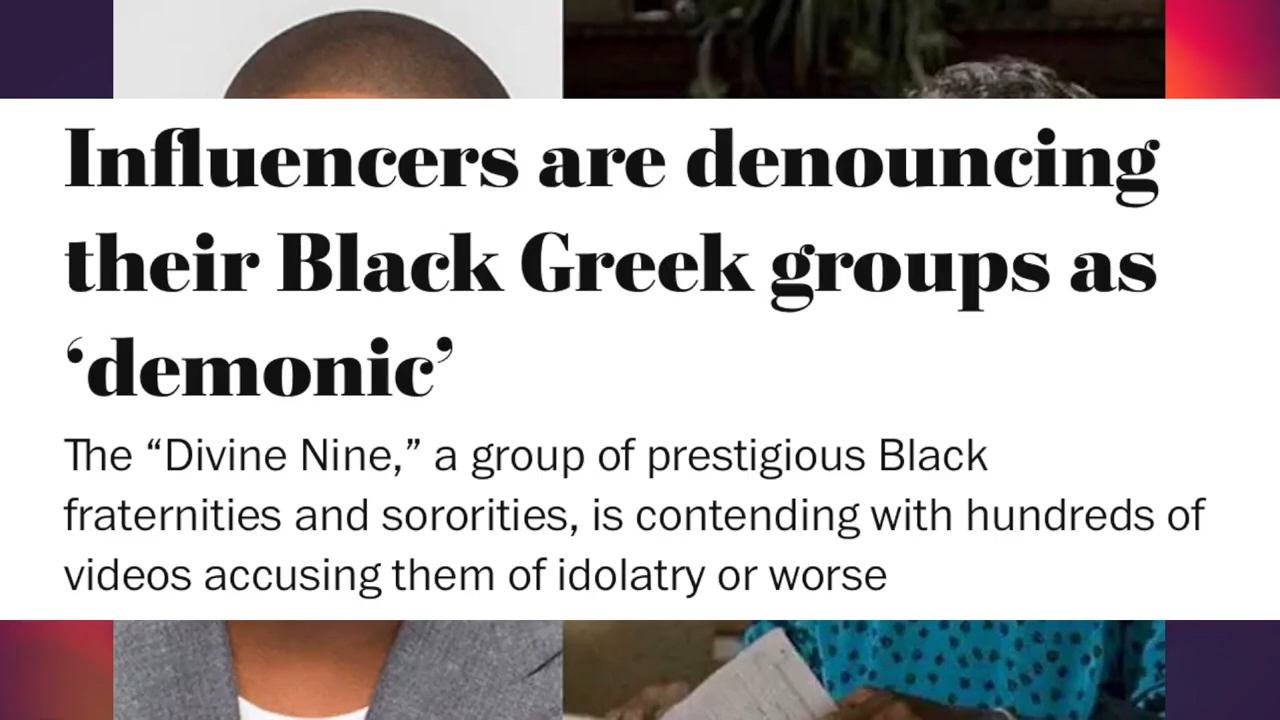 Influencers are denouncing
their Black Greek groups as
‘demonic’
The “Divine Nine,” a group of prestigious Black
fraternities and sororities, is contending with hundreds of
videos accusing them of idolatry or worse